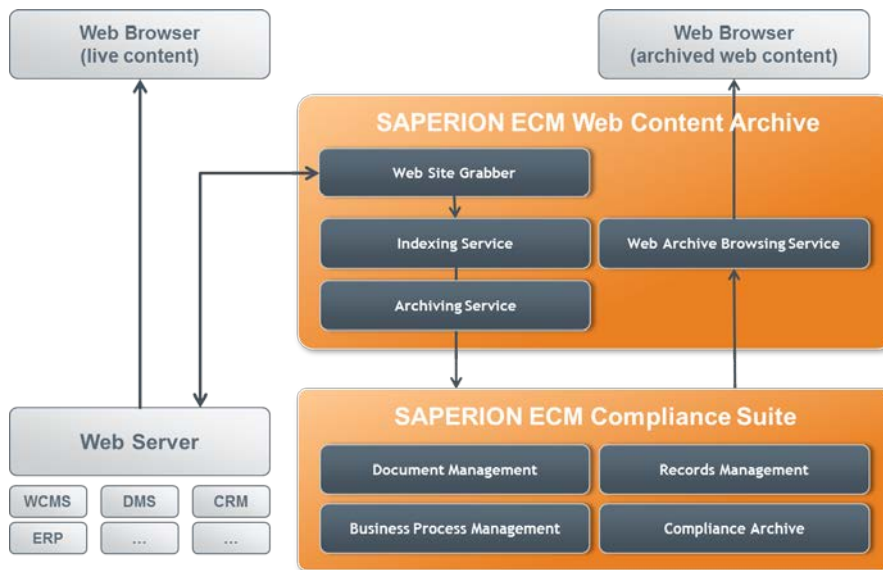 Web Browser
(live content)
Web Browser
(archived web content)
SAPERION ECM Web Content Archive
Web Site Grabber
Indexing Service
Web Archive Browsing Service
Archiving Service
SAPERION ECM Compliance Suite
Web Server
Document Management
Records Management
WCMS
DMS
CRM
Business Process Management
Compliance Archive
ERP
...
...